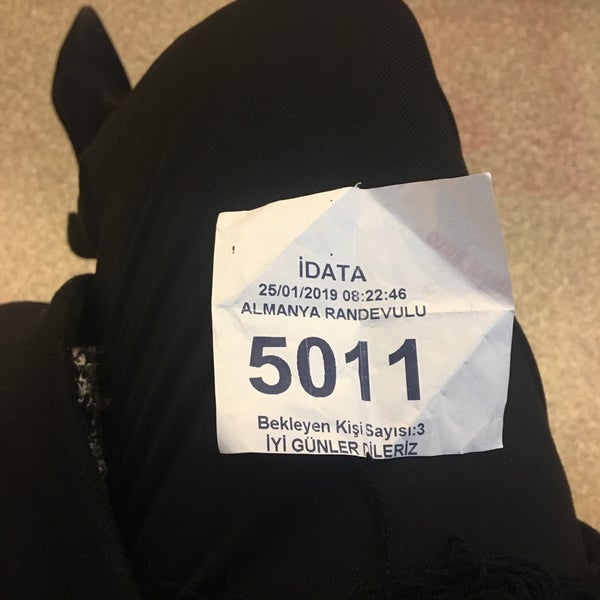 İDATA
25/01/2019 08:22:46
ALMANYA RANDEVULU
5011
Bekleyen Kişi Sayısı:3
İYİ GÜNLER DİLERİZ